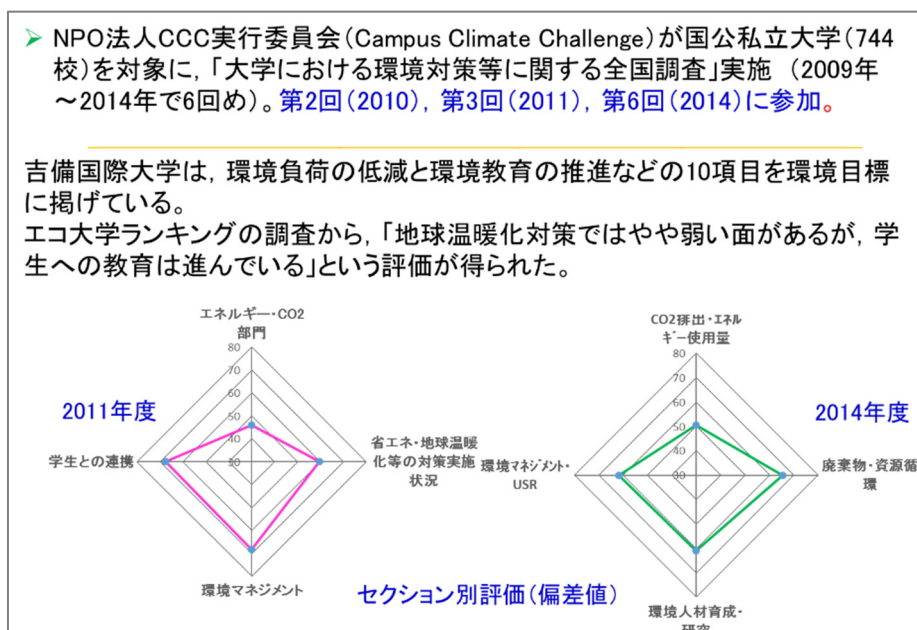 ➢ NPO法人CCC実行委員会(Campus Climate Challenge)が国公私立大学(744
校)を対象に,「大学における環境対策等に関する全国調査」実施 (2009年
～2014年で6回め)。第2回(2010),第3回(2011),第6回(2014)に参加。
吉備国際大学は,環境負荷の低減と環境教育の推進などの10項目を環境目標
に掲げている。
エコ大学ランキングの調査から,「地球温暖化対策ではやや弱い面があるが,学
生への教育は進んでいる」という評価が得られた。
エネルギー・CO2
部門
80
70
60
50
40
30
2011年度
学生との連携
省エネ・地球温暖
化等の対策実施
状況
環境マネジメント
CO2排出・エネル
ギー使用量
80
70
60
50
40
30
2014年度
環境マネジメント・
USR
廃棄物・資源循
環
環境人材育成・
研究
セクション別評価(偏差値)